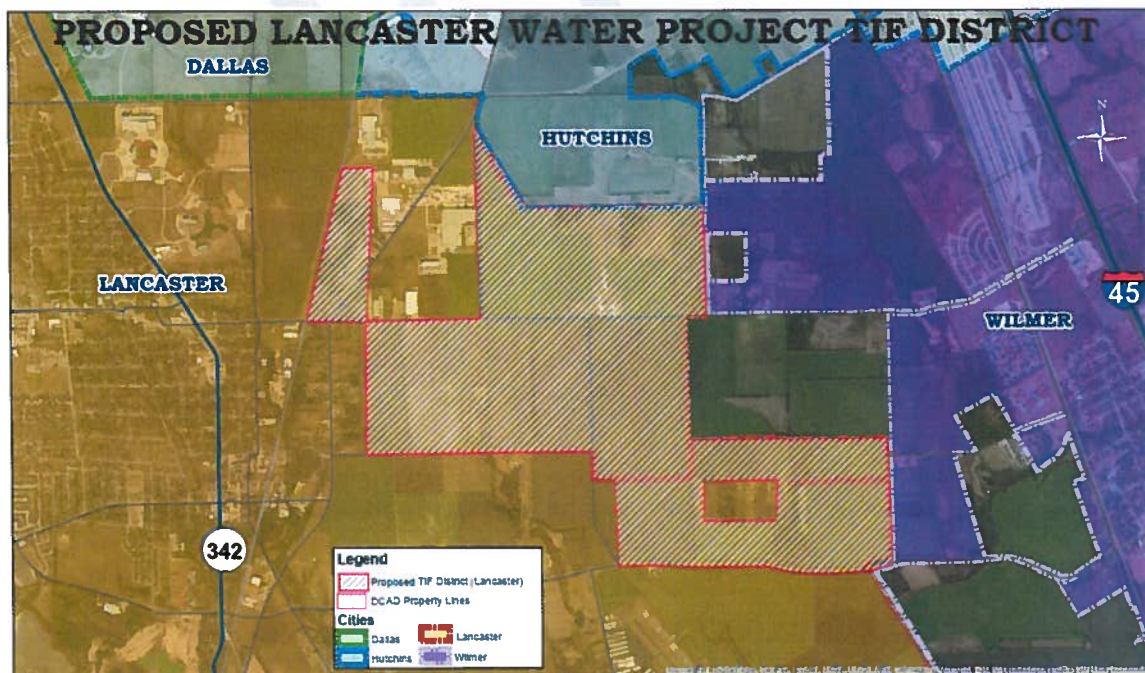 PROPOSED LANCASTER WATER PROJECT TIF DISTRICT
DALLAS
HUTCHINS
LANCASTER
45
WILMER
342
Legend
Proposed TIF District (Lancaster)
DCAD Property Lines
Cities
Dallas
Lancaster
Hutchins
Wilmer